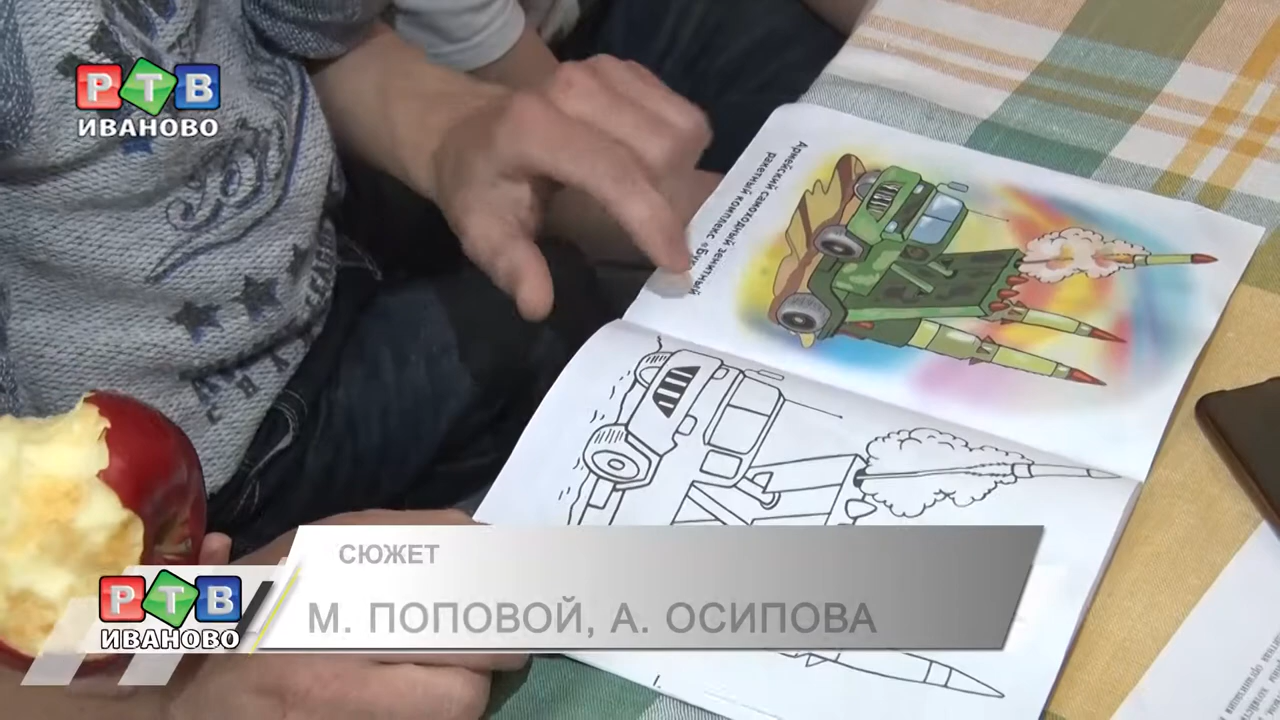 РТВ
ИВАНОВО
Армейский самоходный зенитный
ракетный комплекс «Бук
СЮЖЕТ
М. ПОПОВОЙ, А. ОСИПОВА
РТВ
ИВАНОВО